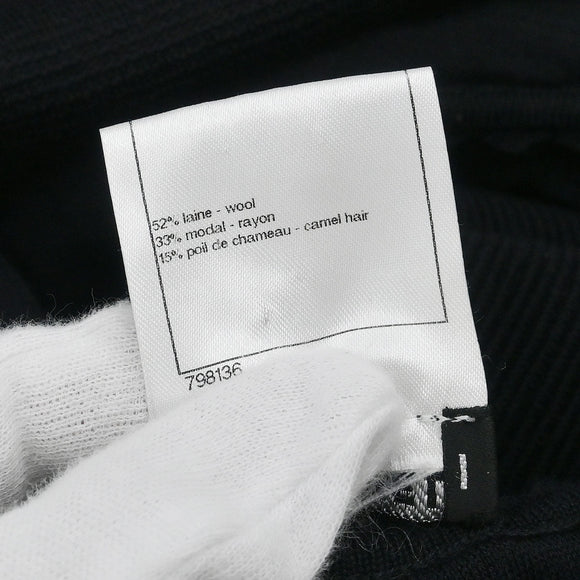 52% laine - wool
33% modal - rayon
15% poil de chameau - camel hair
798136